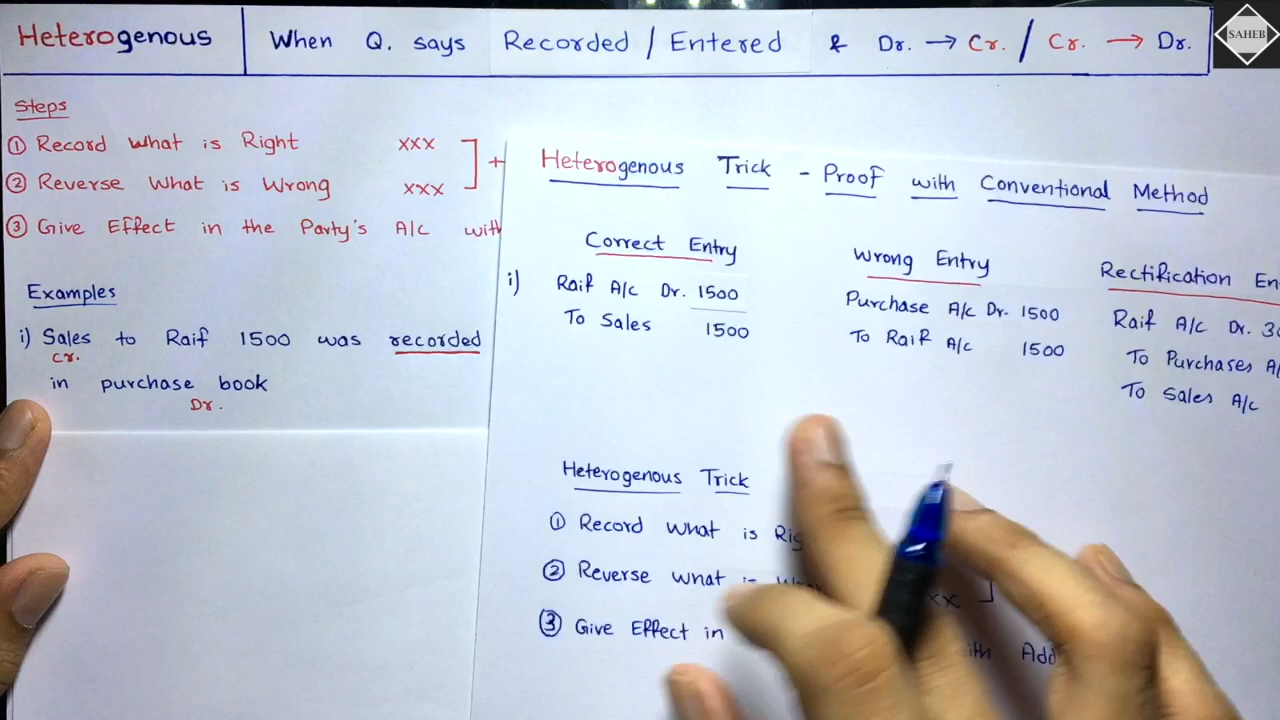 Heterogenous When Q. says Recorded / Entered & Dr. → Cr. / Cr. → Dr.
SAHEB
Steps
① Record What is Right xxx
② Reverse What is Wrong xxx
+
③ Give Effect in the Party's A/c with
Examples
i) Sales to Raif 1500 was recorded
Cr.
in purchase book
Dr.
Heterogenous Trick - Proof with Conventional Method
Correct Entry
i) Raif A/c Dr. 1500
To Sales 1500
Wrong Entry
Purchase A/c Dr. 1500
To Raif A/c 1500
Rectification
Raif A/c Dr.
To Purchases
To Sales A/c
Heterogenous Trick
① Record What is
② Reverse what
xx
③ Give Effect in